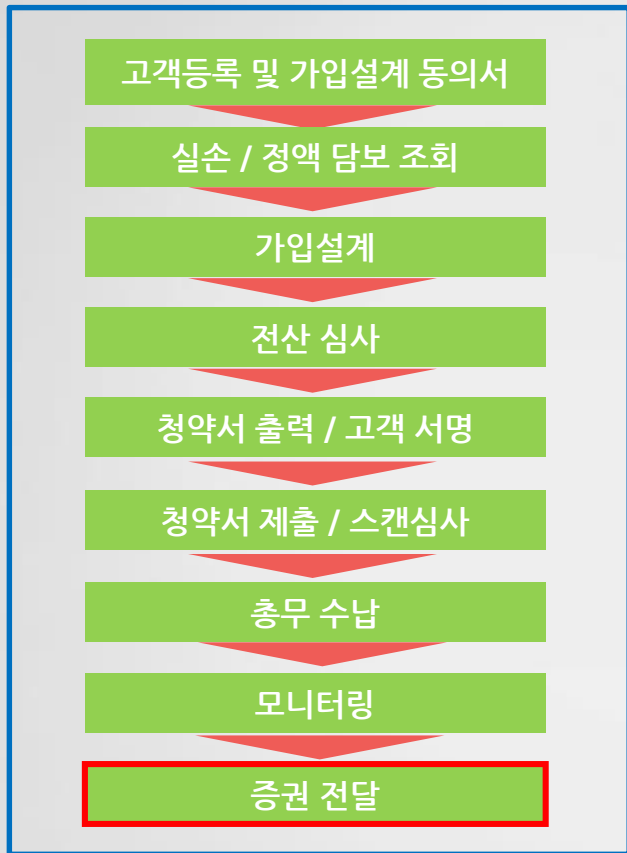 고객등록 및 가입설계 동의서
실손 / 정액 담보 조회
가입설계
전산 심사
청약서 출력 / 고객 서명
청약서 제출 / 스캔심사
총무 수납
모니터링
증권 전달